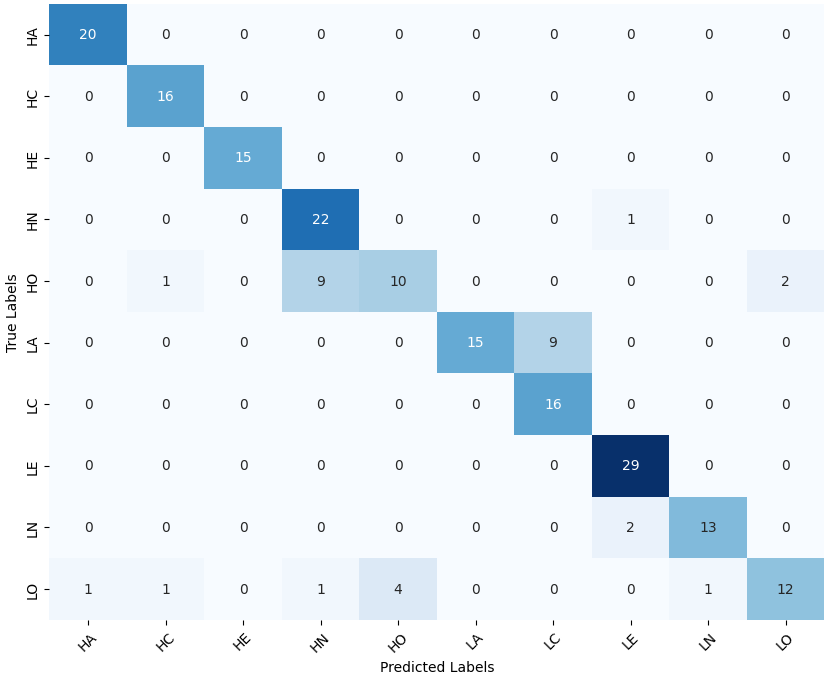 HA 20 0 0 0 0 0 0 0 0 0
HC 0 16 0 0 0 0 0 0 0 0
HE 0 0 15 0 0 0 0 0 0 0
HN 0 0 0 22 0 0 0 1 0 0
HO 0 1 0 9 10 0 0 0 0 2
LA 0 0 0 0 0 15 9 0 0 0
LC 0 0 0 0 0 0 16 0 0 0
LE 0 0 0 0 0 0 0 29 0 0
LN 0 0 0 0 0 0 0 2 13 0
LO 1 1 0 1 4 0 0 0 1 12
True Labels
HA HC HE HN HO LA LC LE LN LO
Predicted Labels